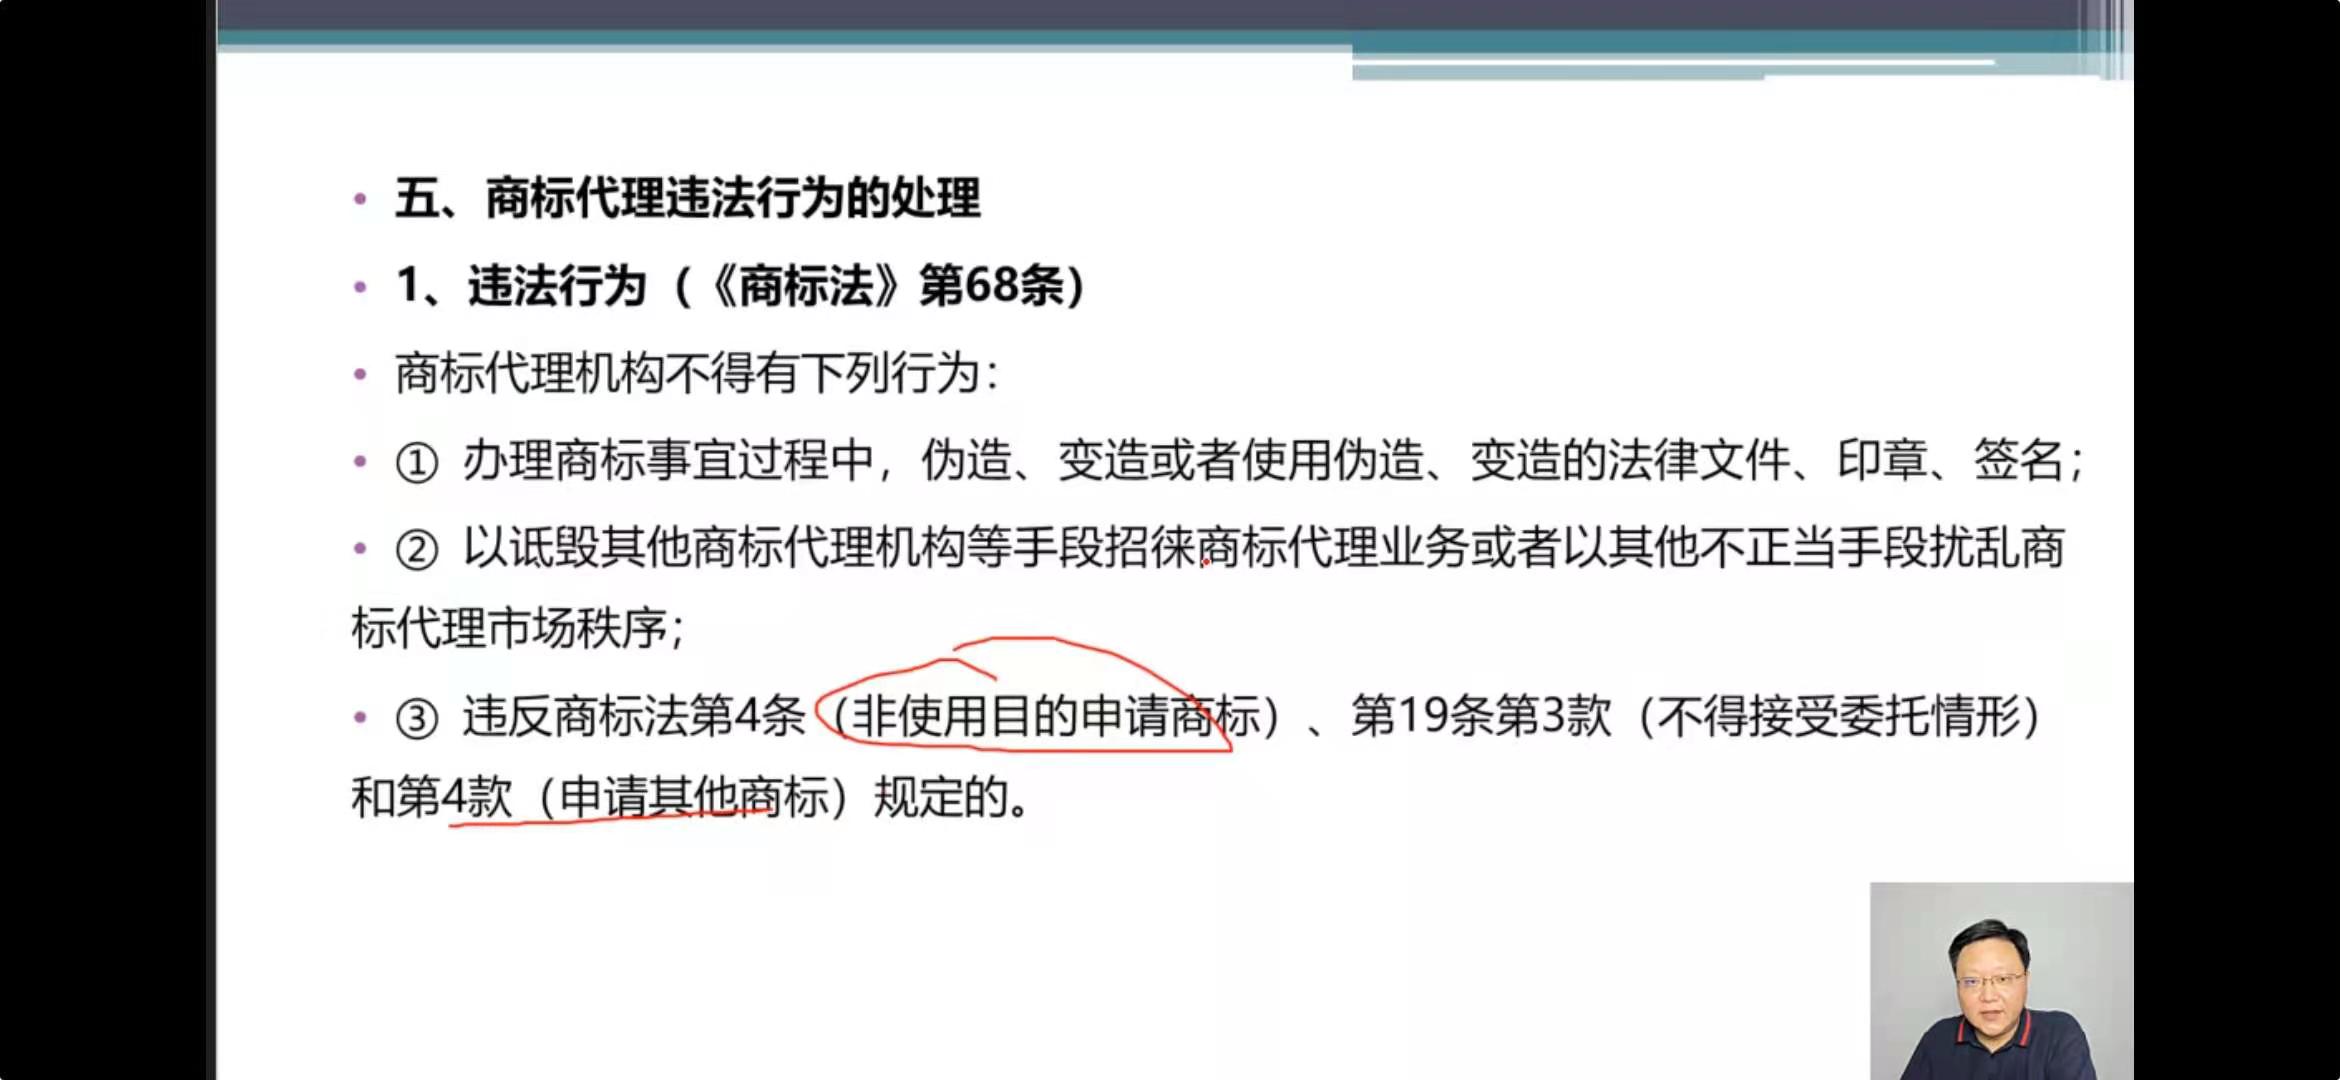 • 五、商标代理违法行为的处理
• 1、违法行为（《商标法》第68条）
• 商标代理机构不得有下列行为：
• ① 办理商标事宜过程中，伪造、变造或者使用伪造、变造的法律文件、印章、签名；
• ② 以诋毁其他商标代理机构等手段招徕商标代理业务或者以其他不正当手段扰乱商
标代理市场秩序；
• ③ 违反商标法第4条（非使用目的申请商标）、第19条第3款（不得接受委托情形）
和第4款（申请其他商标）规定的。